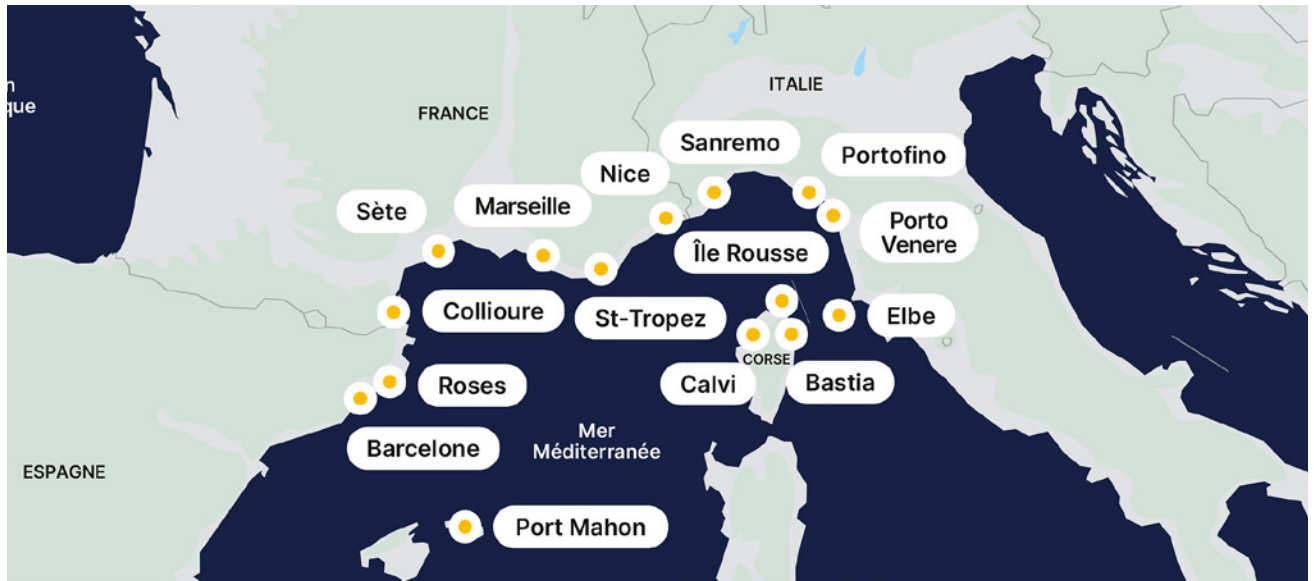 n
que
ITALIE
FRANCE
Sanremo
Portofino
Nice
Marseille
Sète
Porto
Venere
Île Rousse
Collioure
St-Tropez
Elbe
CORSE
Calvi
Bastia
Roses
Mer
Méditerranée
Barcelone
ESPAGNE
Port Mahon